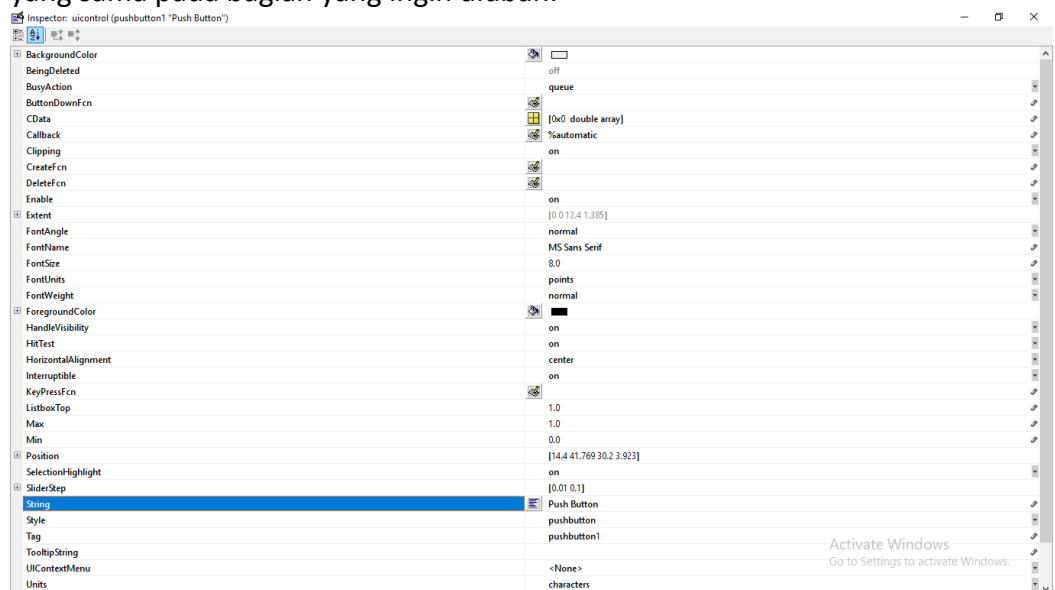 yang sama pada bagian yang ingin diubah.
Inspector: uicontrol (pushbutton1 "Push Button")
BackgroundColor
BeingDeleted off
BusyAction queue
ButtonDownFcn
CData [0x0 double array]
Callback %automatic
Clipping on
CreateFcn
DeleteFcn
Enable on
Extent [0 0 12.4 1.385]
FontAngle normal
FontName MS Sans Serif
FontSize 8.0
FontUnits points
FontWeight normal
ForegroundColor
HandleVisibility on
HitTest on
HorizontalAlignment center
Interruptible on
KeyPressFcn
ListboxTop 1.0
Max 1.0
Min 0.0
Position [14.4 41.769 30.2 3.923]
SelectionHighlight on
SliderStep [0.01 0.1]
String Push Button
Style pushbutton
Tag pushbutton1
TooltipString
UIContextMenu <None>
Units characters
Activate Windows
Go to Settings to activate Windows.